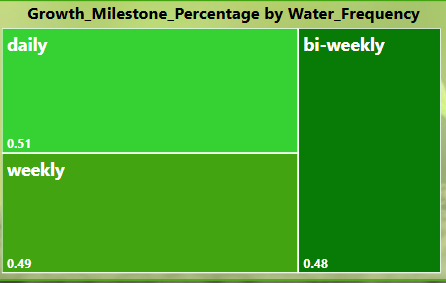 Growth_Milestone_Percentage by Water_Frequency
daily
0.51
weekly
0.49
bi-weekly
0.48